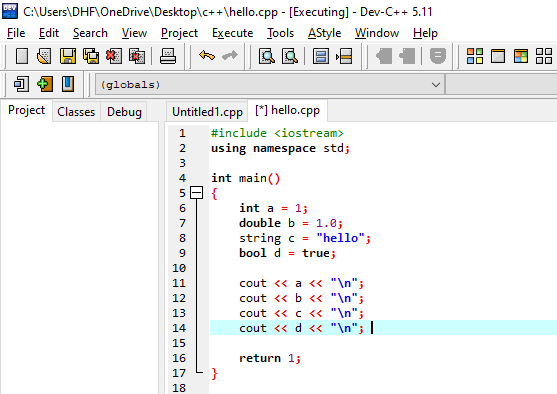 C:\Users\DHF\OneDrive\Desktop\c++\hello.cpp - [Executing] - Dev-C++ 5.11
File Edit Search View Project Execute Tools AStyle Window Help
(globals)
Project Classes Debug Untitled1.cpp [*] hello.cpp
1 #include <iostream>
2 using namespace std;
3
4 int main()
5 {
6 int a = 1;
7 double b = 1.0;
8 string c = "hello";
9 bool d = true;
10
11 cout << a << "\n";
12 cout << b << "\n";
13 cout << c << "\n";
14 cout << d << "\n";
15
16 return 1;
17 }
18